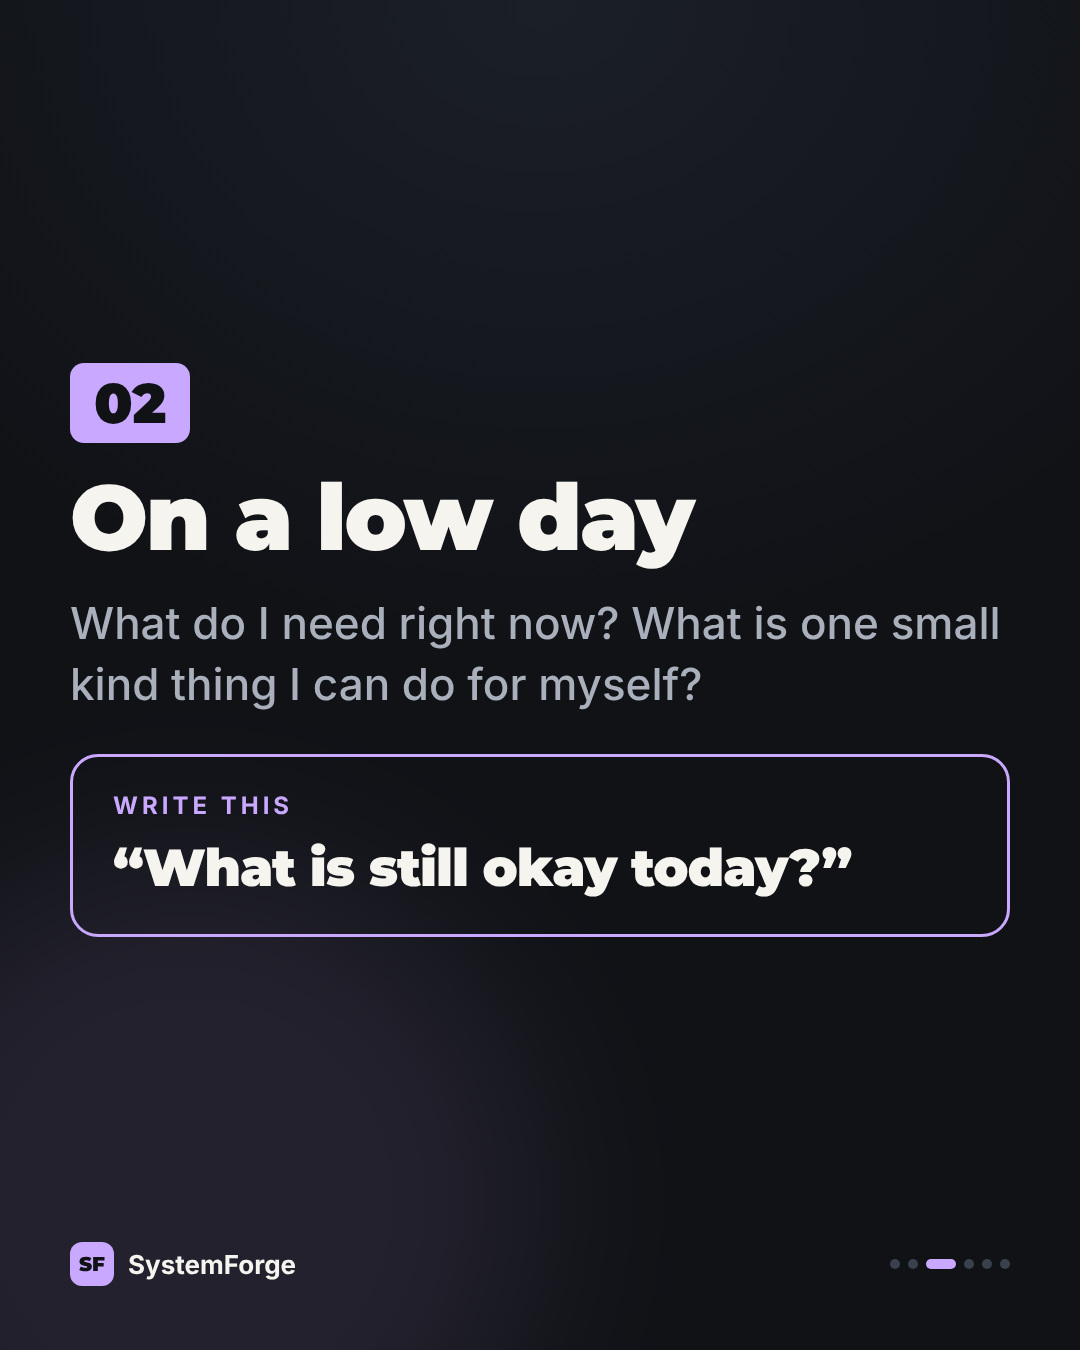 02
On a low day
What do I need right now? What is one small
kind thing I can do for myself?
WRITE THIS
“What is still okay today?”
SF SystemForge